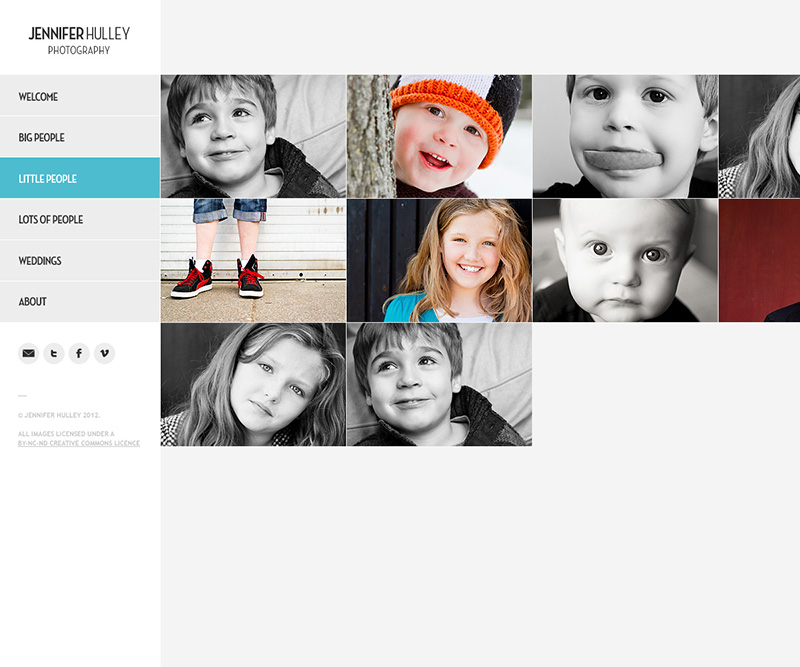 JENNIFER HULLEY
PHOTOGRAPHY
WELCOME
BIG PEOPLE
LITTLE PEOPLE
LOTS OF PEOPLE
WEDDINGS
ABOUT
© JENNIFER HULLEY 2012.
ALL IMAGES LICENSED UNDER A
BY-NC-ND CREATIVE COMMONS LICENCE